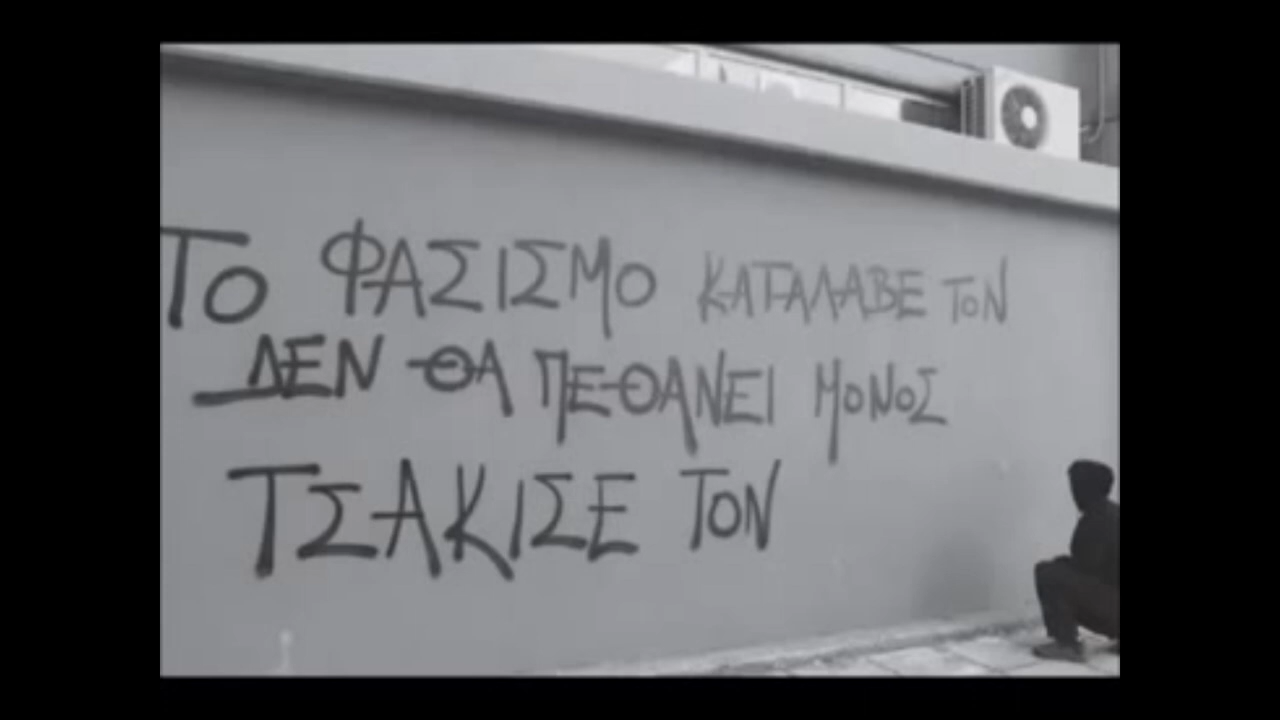 ΤΟ ΦΑΣΙΣΜΟ ΚΑΤΑΛΑΒΕ ΤΟΝ
ΔΕΝ ΘΑ ΠΕΘΑΝΕΙ ΜΟΝΟΣ
ΤΣΑΚΙΣΕ ΤΟΝ